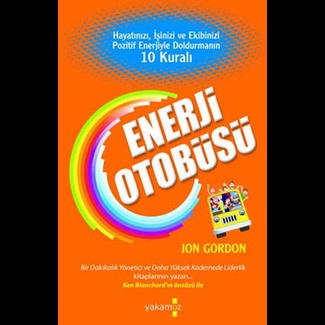 Hayatınızı, İşinizi ve Ekibinizi
Pozitif Enerjiyle Doldurmanın
10 Kuralı
ENERJİ
OTOBÜSÜ
JON GORDON
Bir Dakikalık Yönetici ve Daha Yüksek Kademede Liderlik
kitaplarının yazarı...
Ken Blanchard'ın önsözü ile
yakamoz